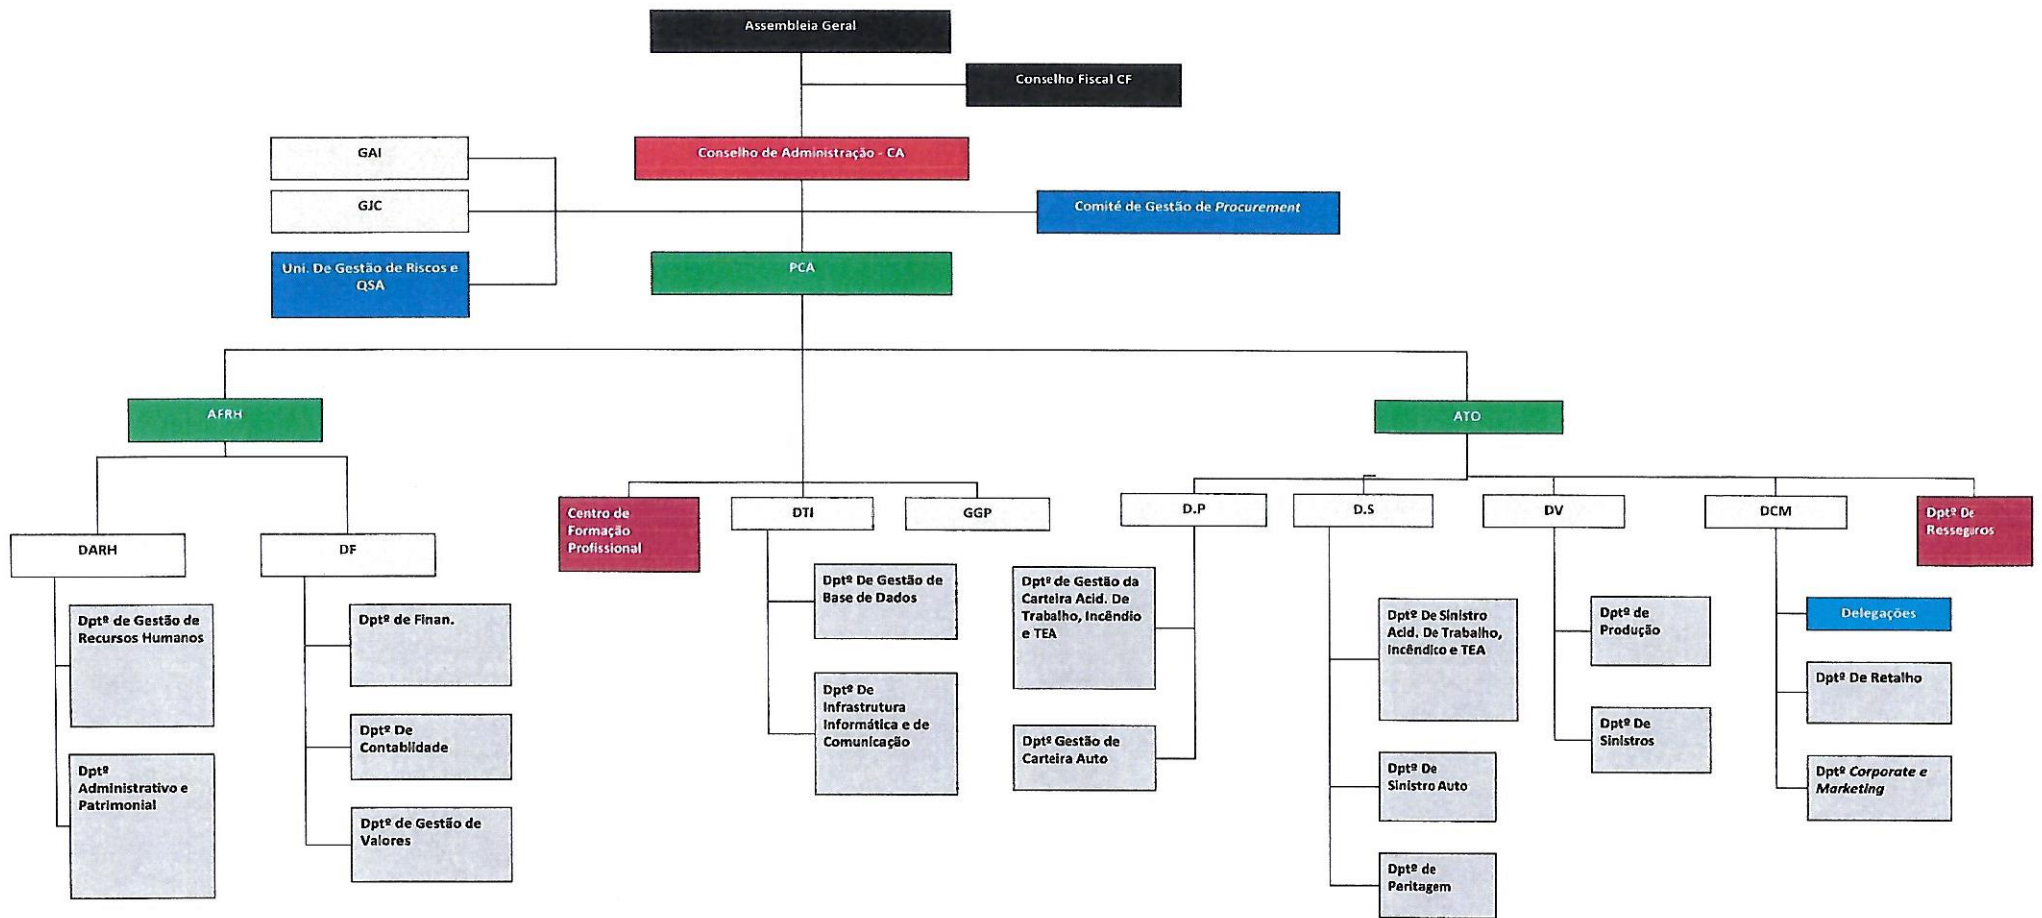 Assembleia Geral
Conselho Fiscal CF
GAI
Conselho de Administração - CA
GJC
Comité de Gestão de Procurement
Uni. De Gestão de Riscos e
QSA
PCA
AFRH
ATO
DARH
DF
Centro de
Formação
Profissional
DTI
GGP
D.P
D.S
DV
DCM
Dptº De
Resseguros
Dptº de Gestão de
Recursos Humanos
Dptº
Administrativo e
Patrimonial
Dptº de Finan.
Dptº De
Contablidade
Dptº de Gestão de
Valores
Dptº De Gestão de
Base de Dados
Dptº De
Infrastrutura
Informática e de
Comunicação
Dptº de Gestão da
Carteira Acid. De
Trabalho, Incêndio
e TEA
Dptº Gestão de
Carteira Auto
Dptº De Sinistro
Acid. De Trabalho,
Incêndico e TEA
Dptº De
Sinistro Auto
Dptº de
Peritagem
Dptº de
Produção
Dptº De
Sinistros
Delegações
Dptº De Retalho
Dptº Corporate e
Marketing